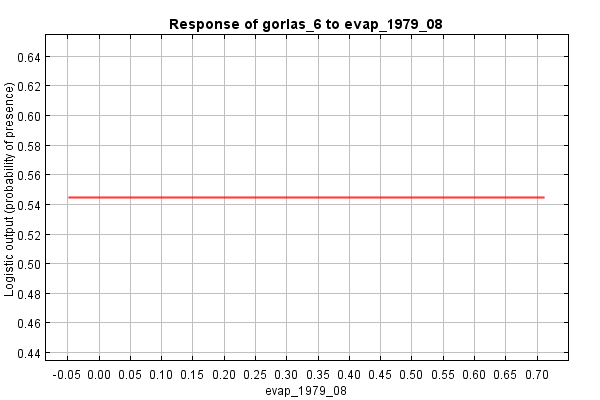 Response of gorlas_6 to evap_1979_08
Logistic output (probability of presence)
0.64
0.62
0.60
0.58
0.56
0.54
0.52
0.50
0.48
0.46
0.44
-0.05 0.00 0.05 0.10 0.15 0.20 0.25 0.30 0.35 0.40 0.45 0.50 0.55 0.60 0.65 0.70
evap_1979_08